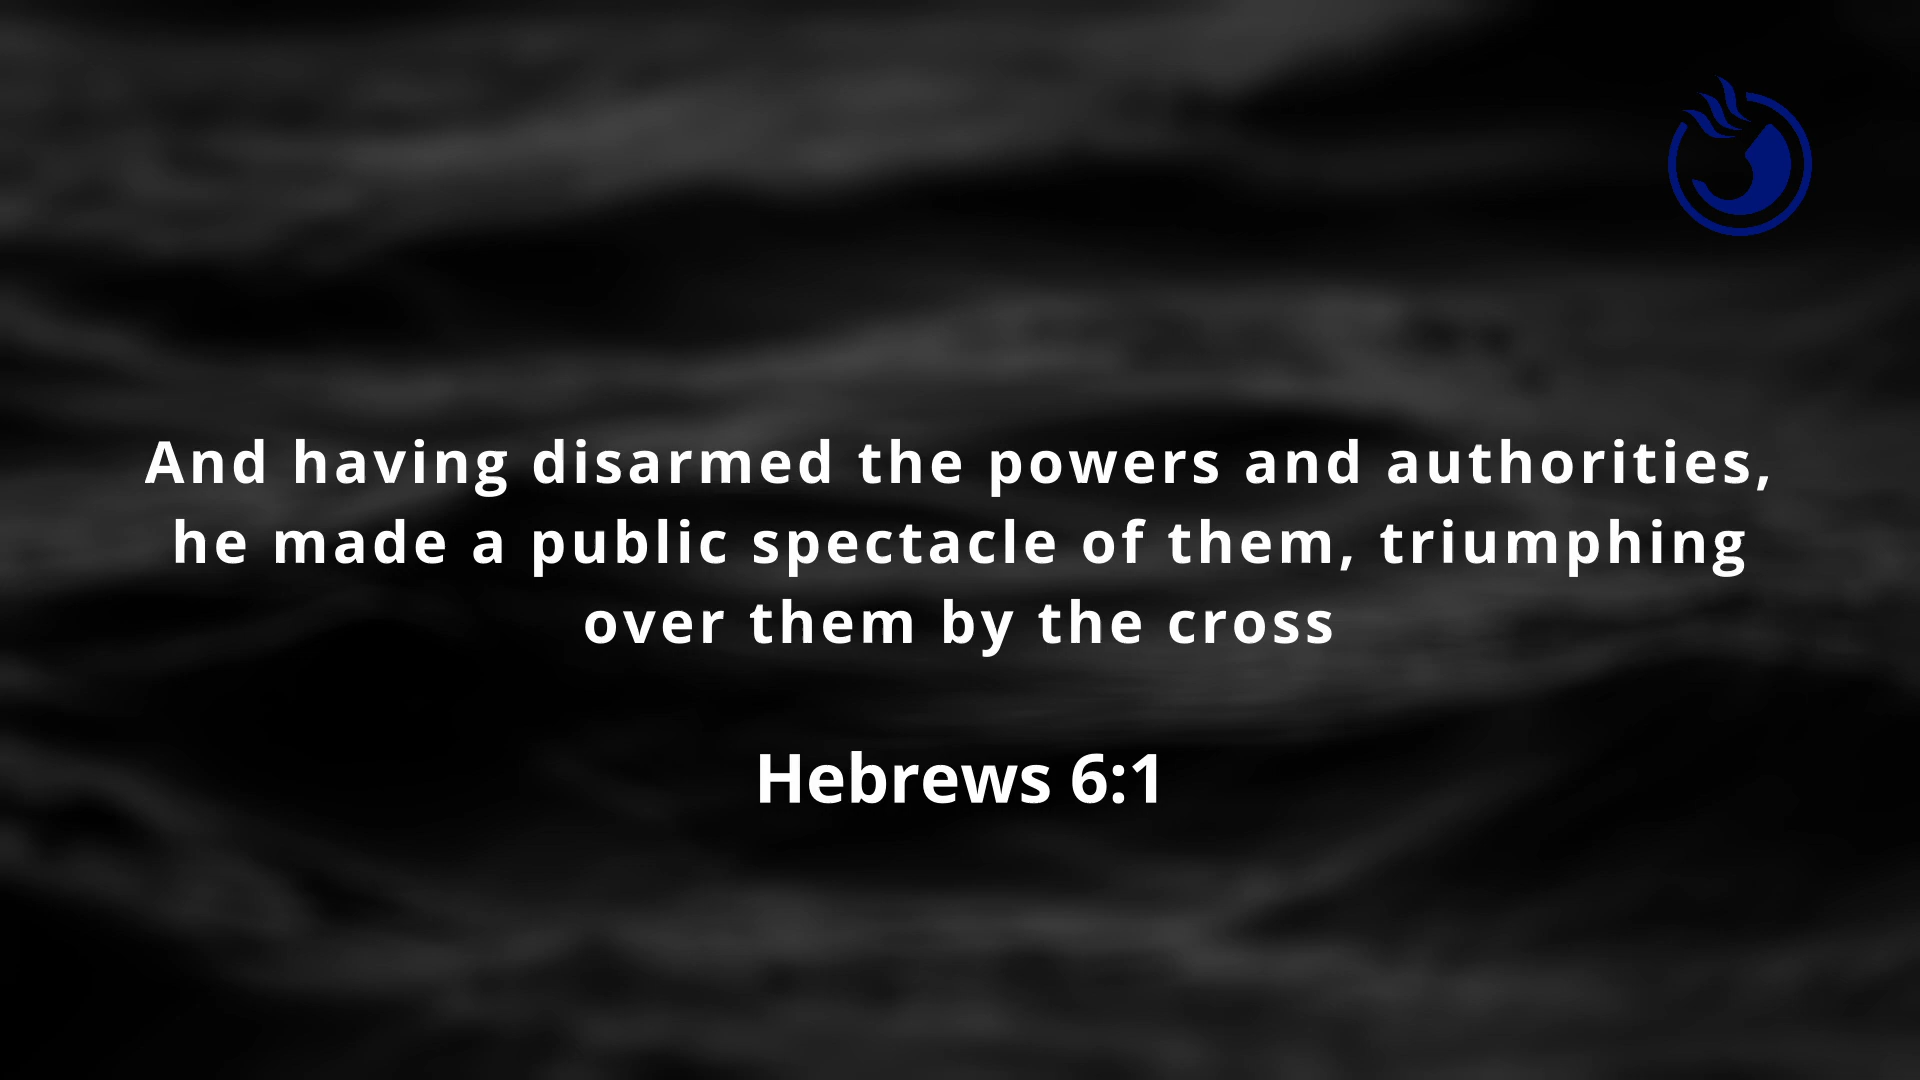 And having disarmed the powers and authorities,
he made a public spectacle of them, triumphing
over them by the cross
Hebrews 6:1